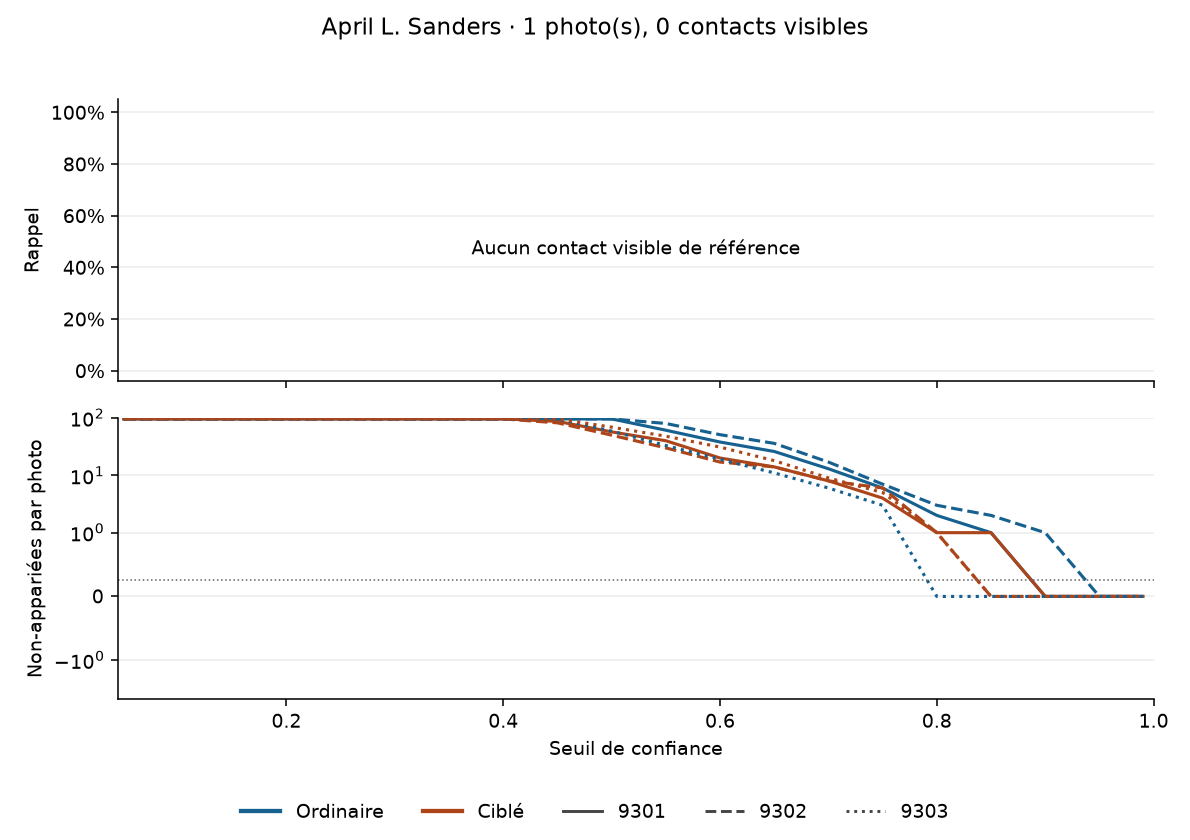 April L. Sanders · 1 photo(s), 0 contacts visibles
Rappel
100%
80%
60%
40%
20%
0%
Aucun contact visible de référence
Non-appariées par photo
10²
10¹
10⁰
0
−10⁰
0.2 0.4 0.6 0.8 1.0
Seuil de confiance
Ordinaire Ciblé 9301 9302 9303